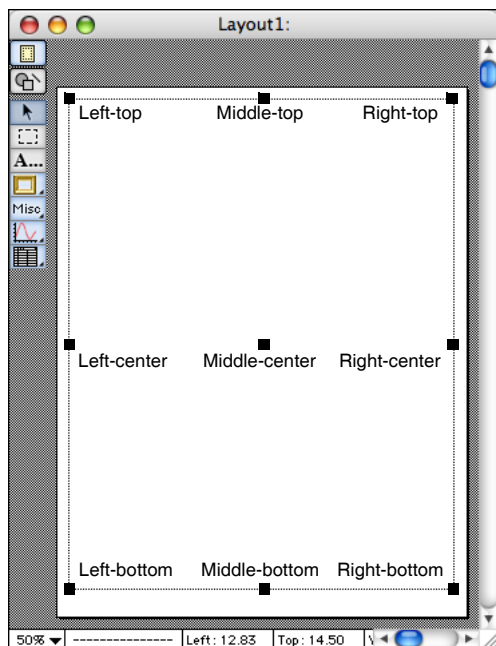 Layout1:
Left-top Middle-top Right-top
A...
Misc
Left-center Middle-center Right-center
Left-bottom Middle-bottom Right-bottom
50% Left: 12.83 Top: 14.50